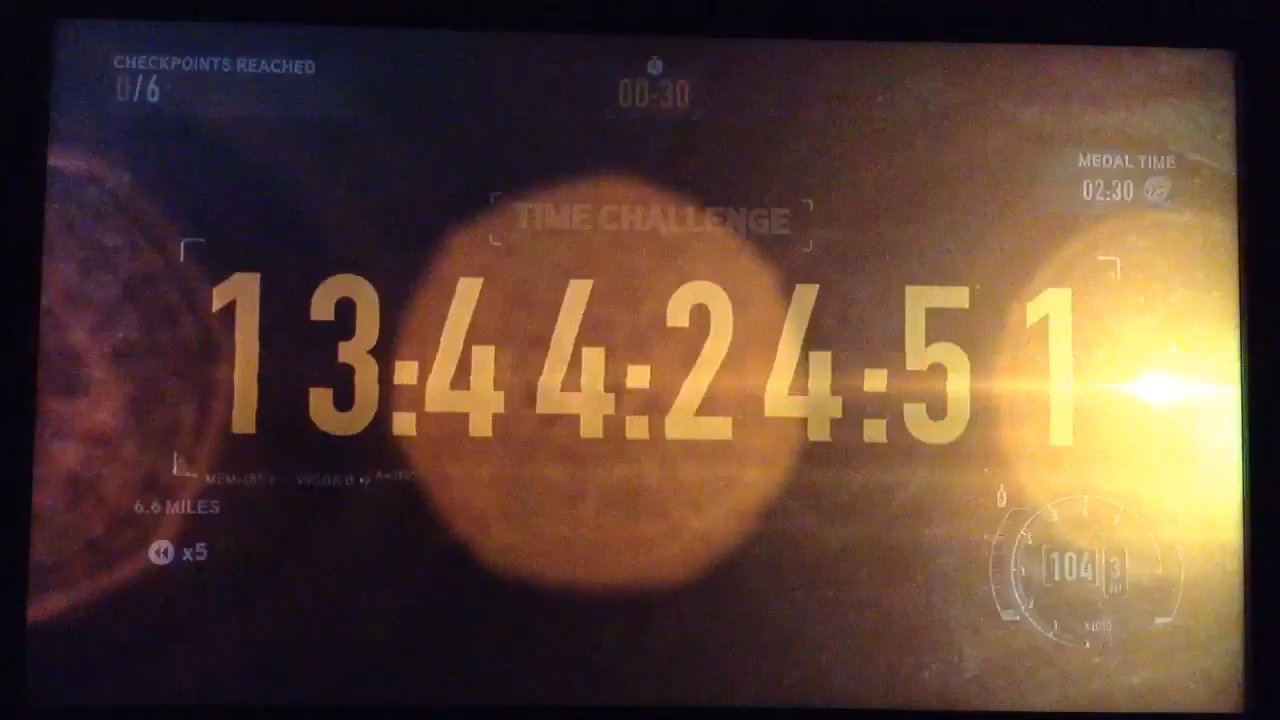 CHECKPOINTS REACHED
0/6
00:30
MEDAL TIME
02:30
TIME CHALLENGE
13:44:24:51
6.6 MILES
x5
104
3
x1000